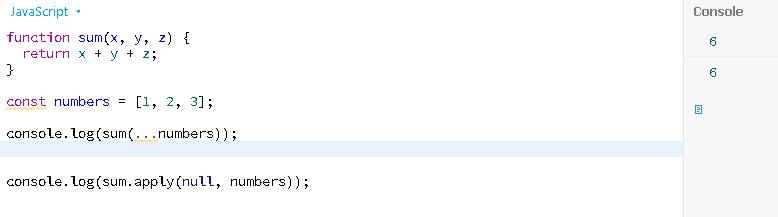 JavaScript •
Console
function sum(x, y, z) {
  return x + y + z;
}
const numbers = [1, 2, 3];
console.log(sum(...numbers));
console.log(sum.apply(null, numbers));
6
6